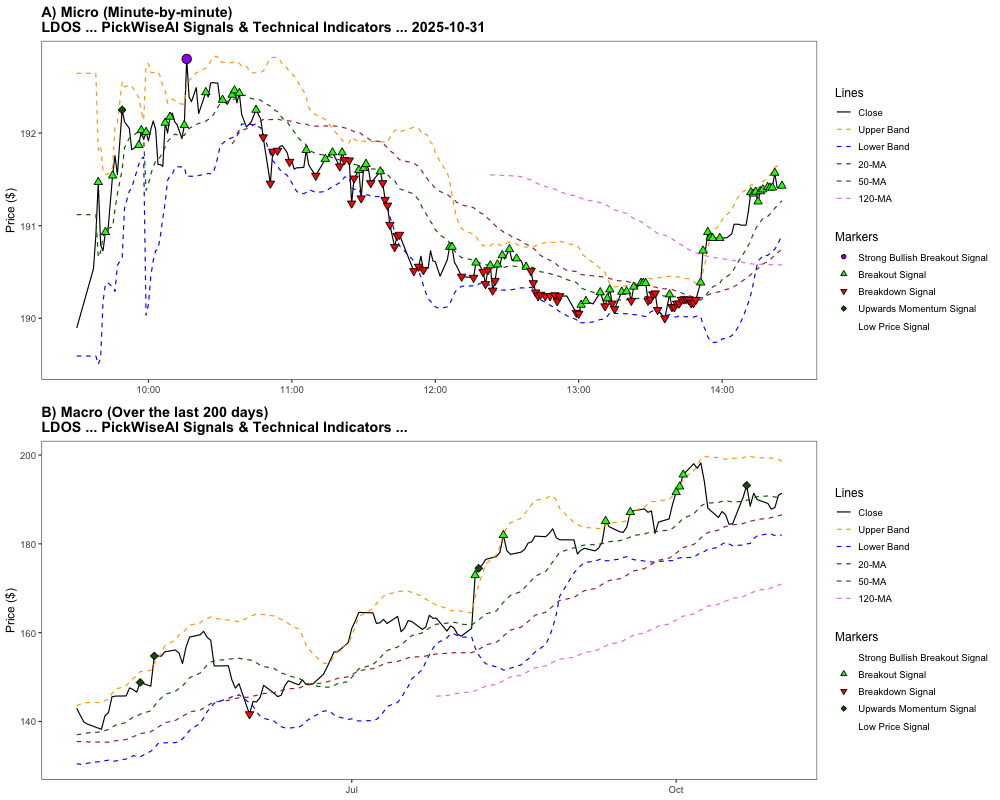 A) Micro (Minute-by-minute)
LDOS ... PickWiseAI Signals & Technical Indicators ... 2025-10-31
Price ($)
192
191
190
10:00
11:00
12:00
13:00
14:00
Lines
Close
Upper Band
Lower Band
20-MA
50-MA
120-MA
Markers
Strong Bullish Breakout Signal
Breakout Signal
Breakdown Signal
Upwards Momentum Signal
Low Price Signal
B) Macro (Over the last 200 days)
LDOS ... PickWiseAI Signals & Technical Indicators ...
Price ($)
200
180
160
140
Jul
Oct
Lines
Close
Upper Band
Lower Band
20-MA
50-MA
120-MA
Markers
Strong Bullish Breakout Signal
Breakout Signal
Breakdown Signal
Upwards Momentum Signal
Low Price Signal